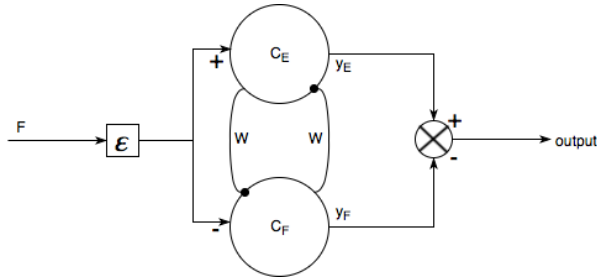 C_E
+
y_E
F
ε
W
W
+
-
output
-
C_F
y_F